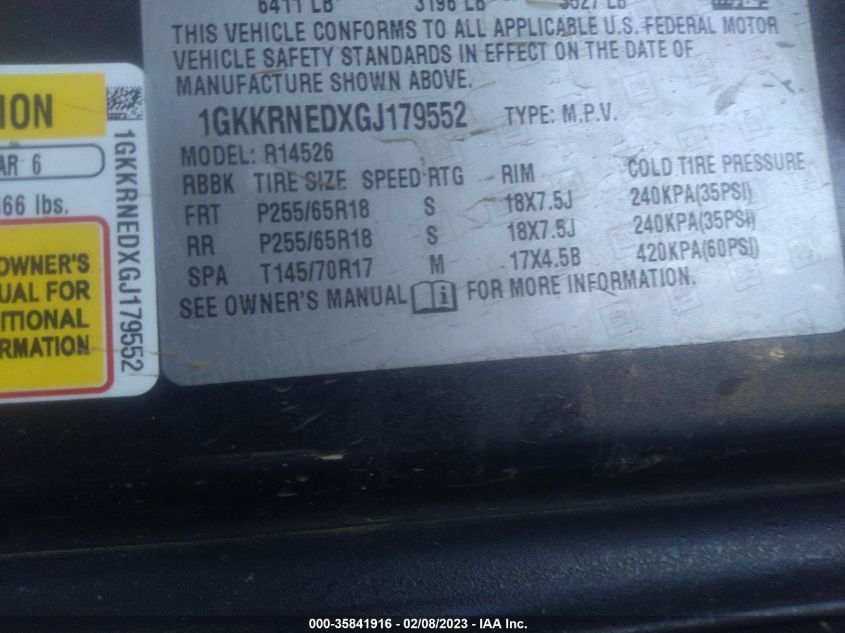 6411 LB 3196 LB 3527 LB
THIS VEHICLE CONFORMS TO ALL APPLICABLE U.S. FEDERAL MOTOR
VEHICLE SAFETY STANDARDS IN EFFECT ON THE DATE OF
MANUFACTURE SHOWN ABOVE.
1GKKRNEDXGJ179552 TYPE: M.P.V.
MODEL: R14526
RBBK TIRE SIZE SPEED RTG RIM COLD TIRE PRESSURE
FRT P255/65R18 S 18X7.5J 240KPA(35PSI)
RR P255/65R18 S 18X7.5J 240KPA(35PSI)
SPA T145/70R17 M 17X4.5B 420KPA(60PSI)
SEE OWNER'S MANUAL FOR MORE INFORMATION.
ION
AR 6
66 lbs.
OWNER'S
UAL FOR
ITIONAL
RMATION
1GKKRNEDXGJ179552
000-35841916 - 02/08/2023 - IAA Inc.